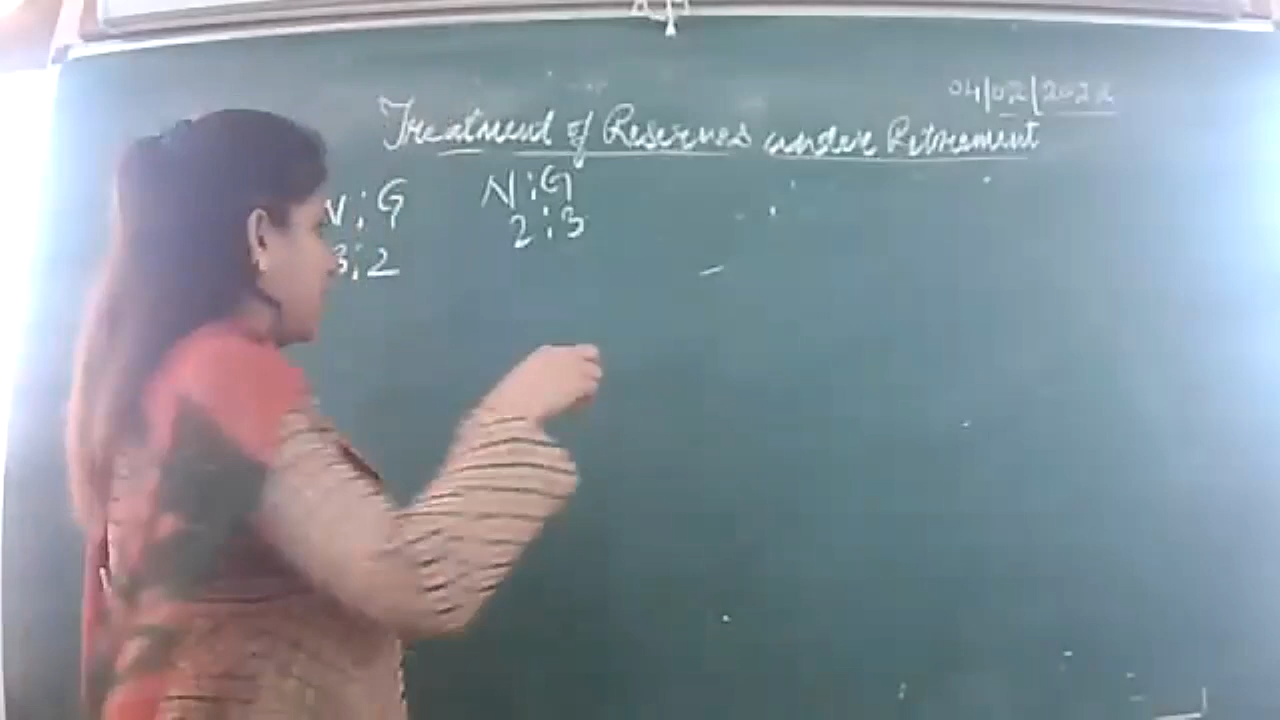 04/02/2022
Treatment of Reserves under Retirement
N:G
3:2
N:G
2:3